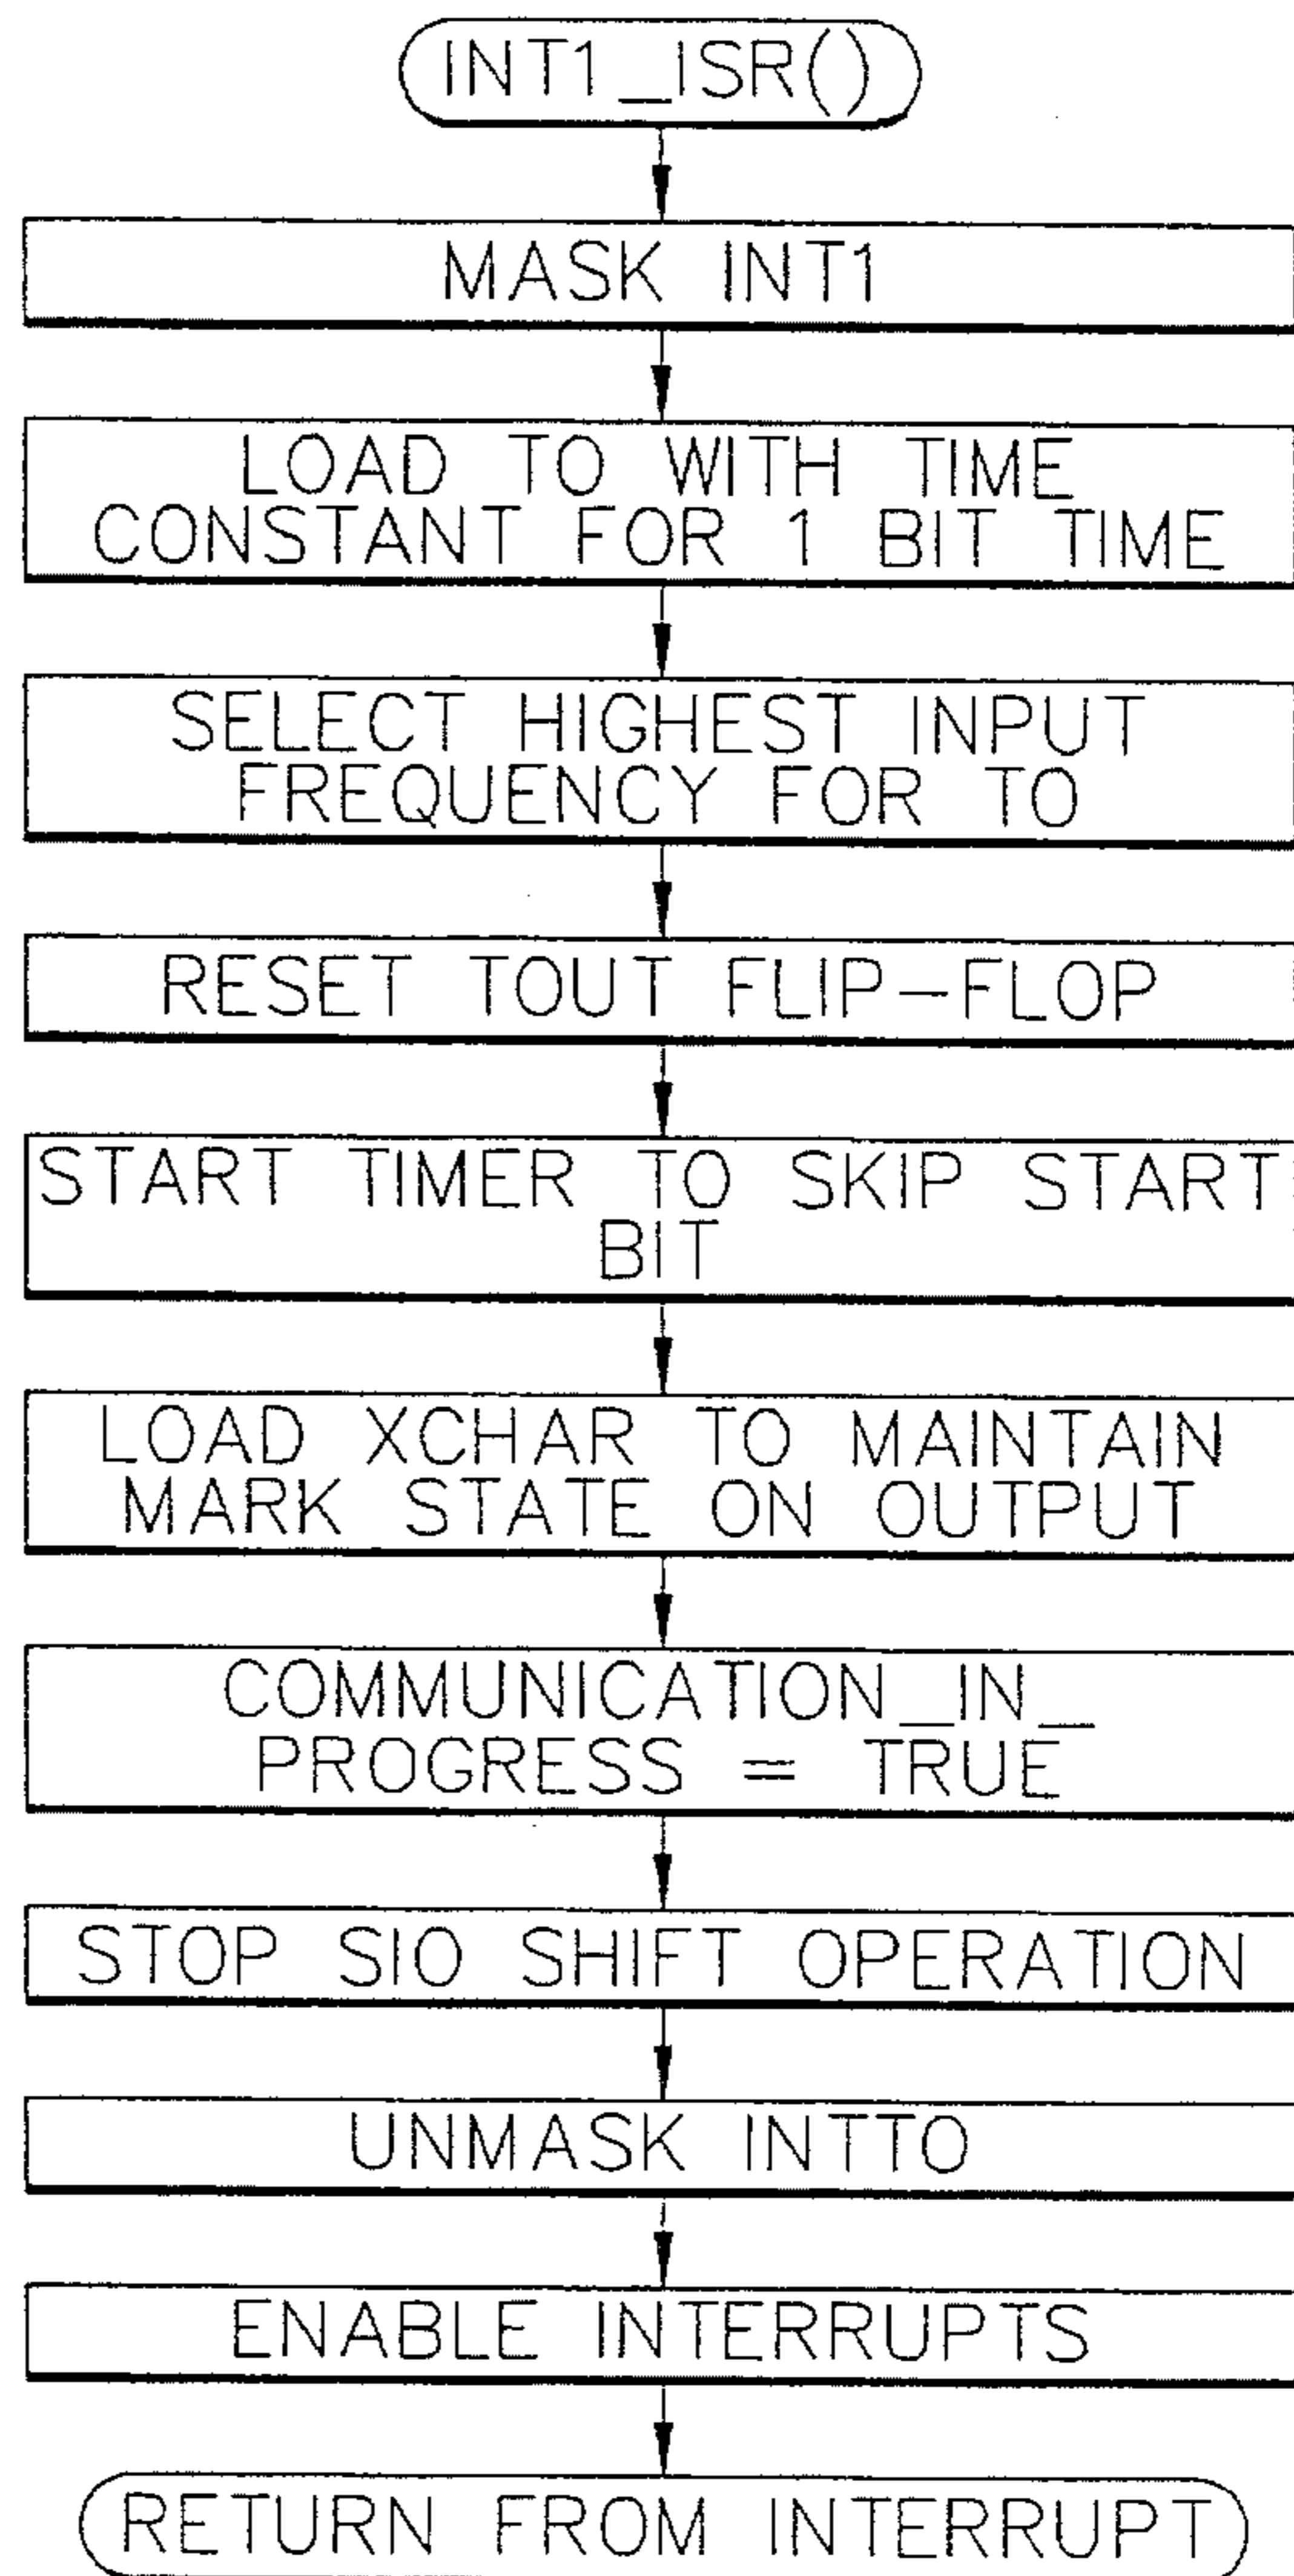 INT1_ISR()
MASK INT1
LOAD TO WITH TIME
CONSTANT FOR 1 BIT TIME
SELECT HIGHEST INPUT
FREQUENCY FOR TO
RESET TOUT FLIP-FLOP
START TIMER TO SKIP START
BIT
LOAD XCHAR TO MAINTAIN
MARK STATE ON OUTPUT
COMMUNICATION_IN_
PROGRESS = TRUE
STOP SIO SHIFT OPERATION
UNMASK INTTO
ENABLE INTERRUPTS
RETURN FROM INTERRUPT